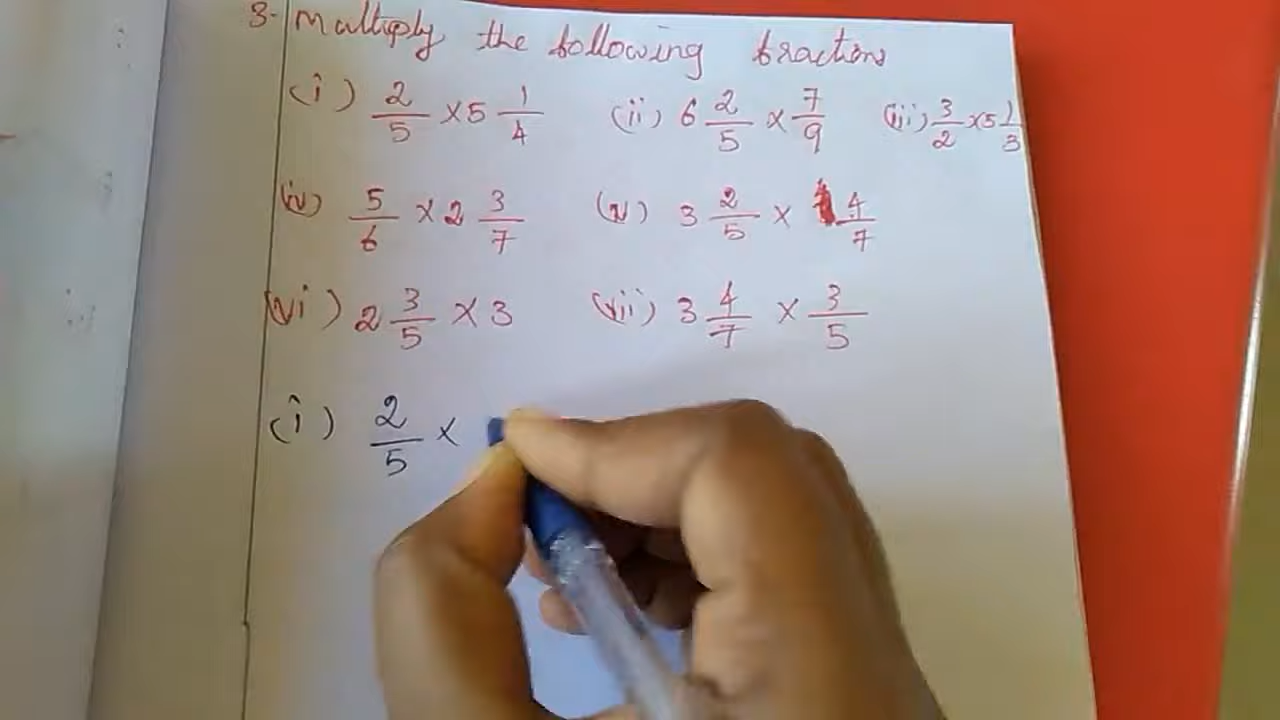 3. Multiply the following fractions
(i) 2/5 × 5 1/4 (ii) 6 2/5 × 7/9 (iii) 3/2 × 5 1/3
(iv) 5/6 × 2 3/7 (v) 3 2/5 × 4/7
(vi) 2 3/5 × 3 (vii) 3 4/7 × 3/5
(i) 2/5 ×